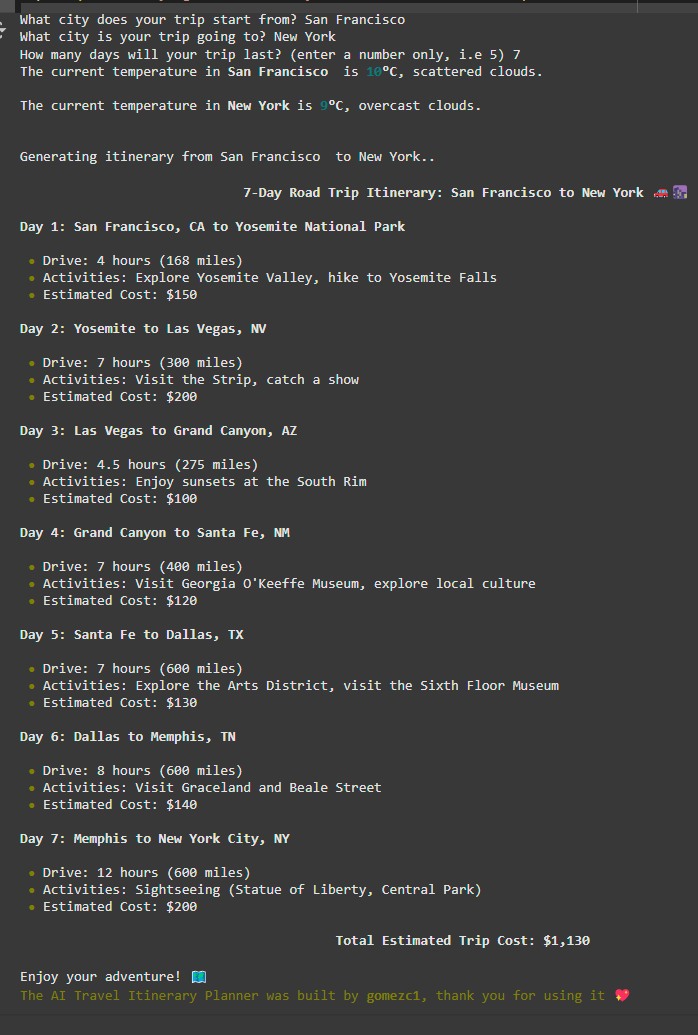 What city does your trip start from? San Francisco
What city is your trip going to? New York
How many days will your trip last? (enter a number only, i.e 5) 7
The current temperature in San Francisco  is 10°C, scattered clouds.
The current temperature in New York is 9°C, overcast clouds.
Generating itinerary from San Francisco  to New York..
7-Day Road Trip Itinerary: San Francisco to New York 🚗 🌆
Day 1: San Francisco, CA to Yosemite National Park
• Drive: 4 hours (168 miles)
• Activities: Explore Yosemite Valley, hike to Yosemite Falls
• Estimated Cost: $150
Day 2: Yosemite to Las Vegas, NV
• Drive: 7 hours (300 miles)
• Activities: Visit the Strip, catch a show
• Estimated Cost: $200
Day 3: Las Vegas to Grand Canyon, AZ
• Drive: 4.5 hours (275 miles)
• Activities: Enjoy sunsets at the South Rim
• Estimated Cost: $100
Day 4: Grand Canyon to Santa Fe, NM
• Drive: 7 hours (400 miles)
• Activities: Visit Georgia O'Keeffe Museum, explore local culture
• Estimated Cost: $120
Day 5: Santa Fe to Dallas, TX
• Drive: 7 hours (600 miles)
• Activities: Explore the Arts District, visit the Sixth Floor Museum
• Estimated Cost: $130
Day 6: Dallas to Memphis, TN
• Drive: 8 hours (600 miles)
• Activities: Visit Graceland and Beale Street
• Estimated Cost: $140
Day 7: Memphis to New York City, NY
• Drive: 12 hours (600 miles)
• Activities: Sightseeing (Statue of Liberty, Central Park)
• Estimated Cost: $200
Total Estimated Trip Cost: $1,130
Enjoy your adventure! 🗺️
The AI Travel Itinerary Planner was built by gomezc1, thank you for using it 💖